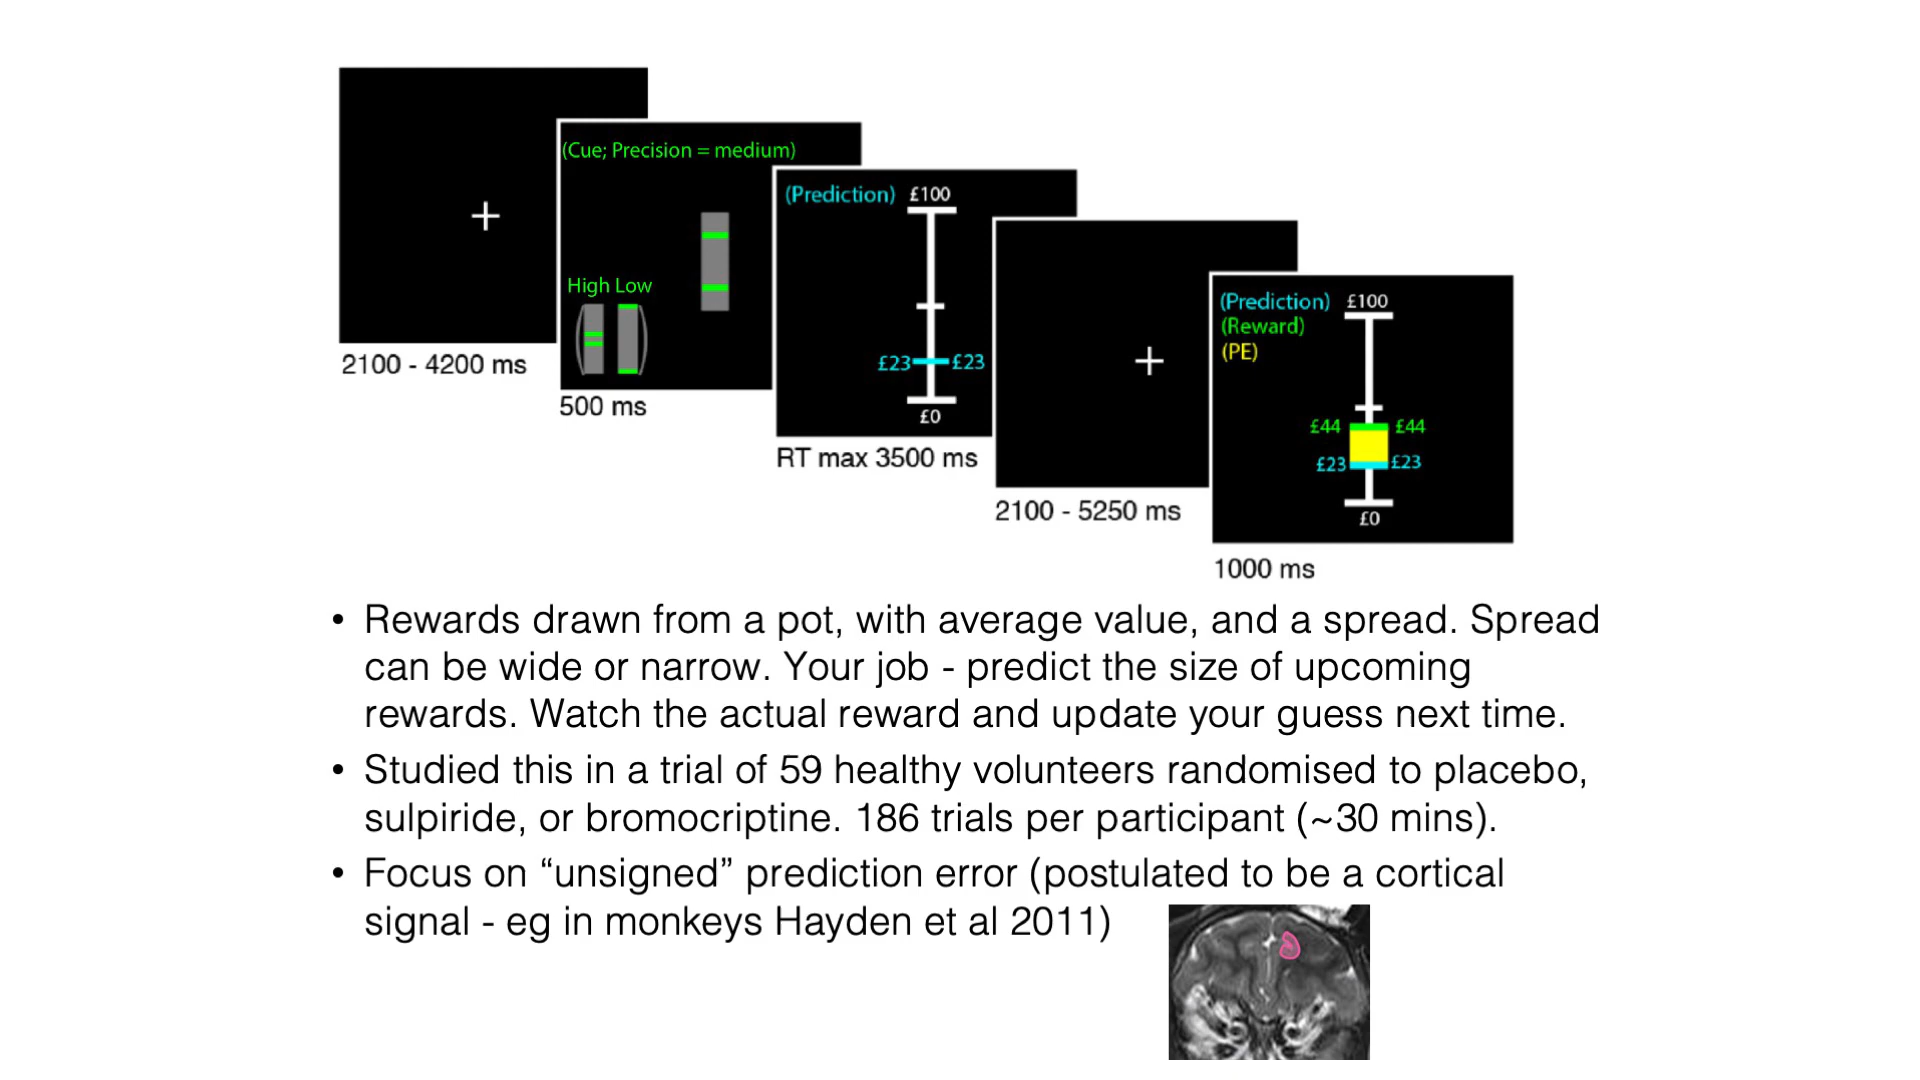 (Cue; Precision = medium)
High Low
(Prediction) £100
£23 £23
£0
(Prediction) £100
(Reward)
(PE)
£44 £44
£23 £23
£0
2100 - 4200 ms
500 ms
RT max 3500 ms
2100 - 5250 ms
1000 ms
• Rewards drawn from a pot, with average value, and a spread. Spread
can be wide or narrow. Your job - predict the size of upcoming
rewards. Watch the actual reward and update your guess next time.
• Studied this in a trial of 59 healthy volunteers randomised to placebo,
sulpiride, or bromocriptine. 186 trials per participant (~30 mins).
• Focus on “unsigned” prediction error (postulated to be a cortical
signal - eg in monkeys Hayden et al 2011)